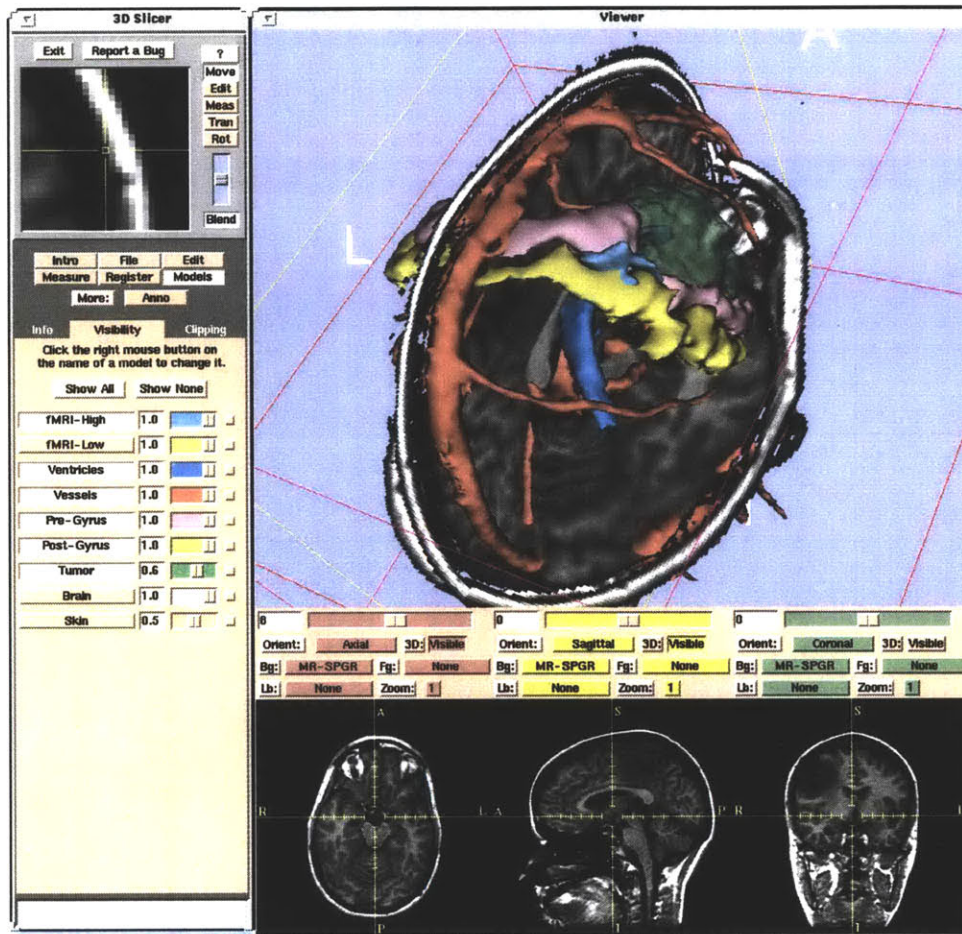 3D Slicer
Viewer
Exit Report a Bug ?
Move
Edit
Meas
Tran
Rot
Blend
A
L
Intro File Edit
Measure Register Models
More: Anno
Info Visibility Clipping
Click the right mouse button on
the name of a model to change it.
Show All Show None
fMRI-High 1.0
fMRI-Low 1.0
Ventricles 1.0
Vessels 1.0
Pre-Gyrus 1.0
Post-Gyrus 1.0
Tumor 0.6
Brain 1.0
Skin 0.5
0 0
Orient: Axial 3D: Visible Orient: Sagittal 3D: Visible Orient: Coronal 3D: Visible
Bg: MR-SPGR Fg: None Bg: MR-SPGR Fg: None Bg: MR-SPGR Fg: None
Lb: None Zoom: 1 Lb: None Zoom: 1 Lb: None Zoom: 1
A S S
R L A P R
P I I